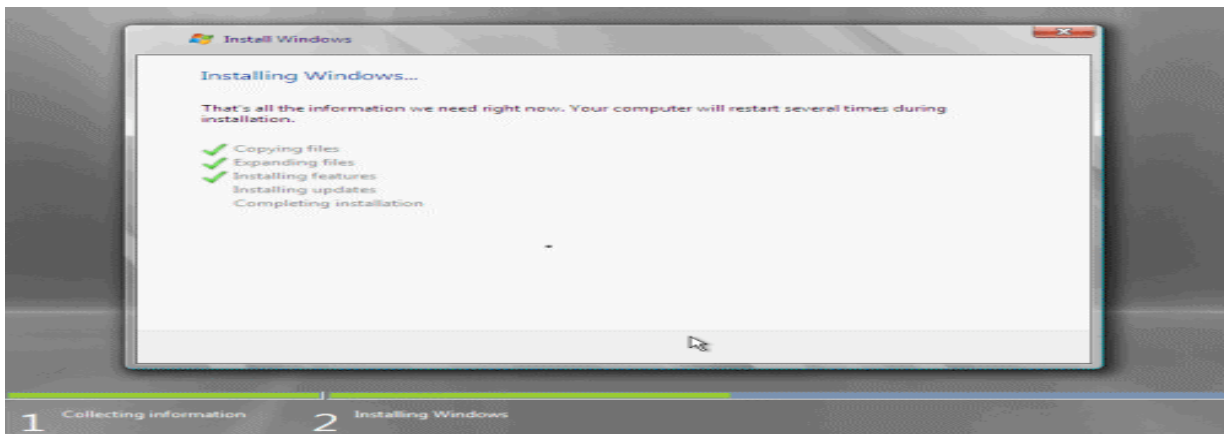 Install Windows
Installing Windows...
That's all the information we need right now. Your computer will restart several times during
installation.
Copying files
Expanding files
Installing features
Installing updates
Completing installation
1 Collecting information 2 Installing Windows